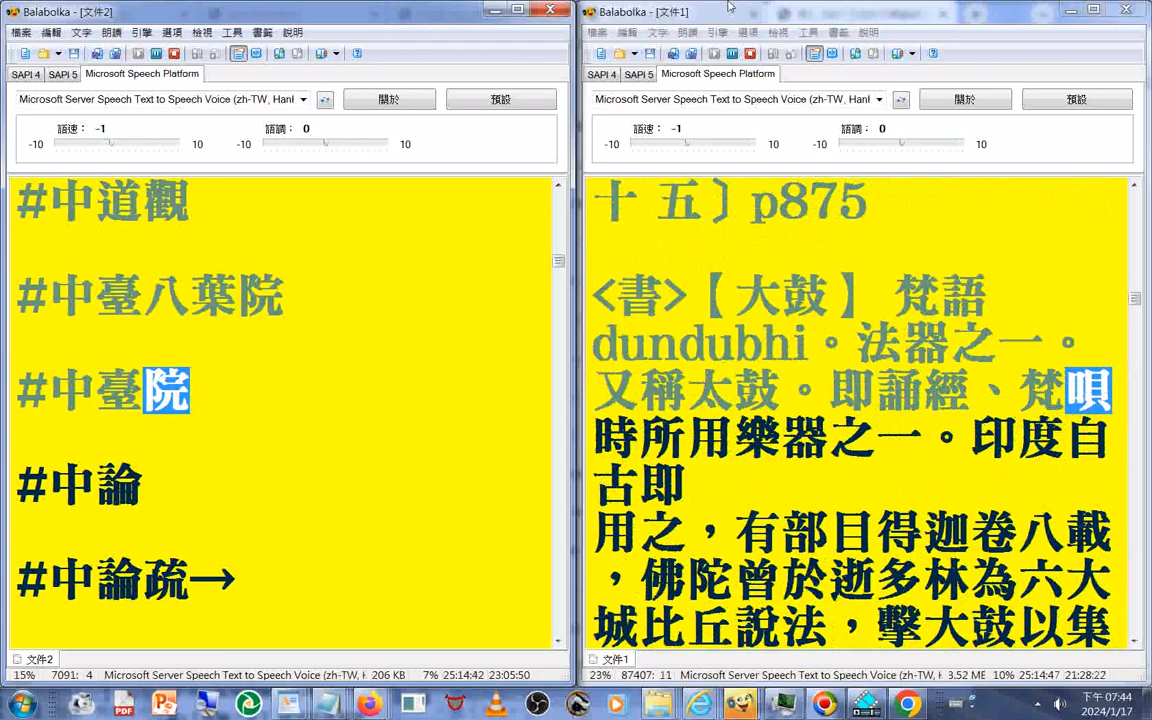 Balabolka - [文件2]
檔案 編輯 文字 朗讀 引擎 選項 檢視 工具 書籤 說明
SAPI 4 SAPI 5 Microsoft Speech Platform
Microsoft Server Speech Text to Speech Voice (zh-TW, Hanl
關於 預設
語速： -1 語調： 0
-10 10 -10 10
#中道觀
#中臺八葉院
#中臺院
#中論
#中論疏→
文件2
15% 7091: 4 Microsoft Server Speech Text to Speech Voice (zh-TW, H 206 KB 7% 25:14:42 23:05:50
Balabolka - [文件1]
檔案 編輯 文字 朗讀 引擎 選項 檢視 工具 書籤 說明
SAPI 4 SAPI 5 Microsoft Speech Platform
Microsoft Server Speech Text to Speech Voice (zh-TW, Hanl
關於 預設
語速： -1 語調： 0
-10 10 -10 10
十 五〕p875
<書>【大鼓】 梵語
dundubhi。法器之一。
又稱太鼓。即誦經、梵唄
時所用樂器之一。印度自
古即
用之，有部目得迦卷八載
，佛陀曾於逝多林為六大
城比丘說法，擊大鼓以集
文件1
23% 87407: 11 Microsoft Server Speech Text to Speech Voice (zh-TW, H 3.52 MB 10% 25:14:47 21:28:22
下午 07:44
2024/1/17